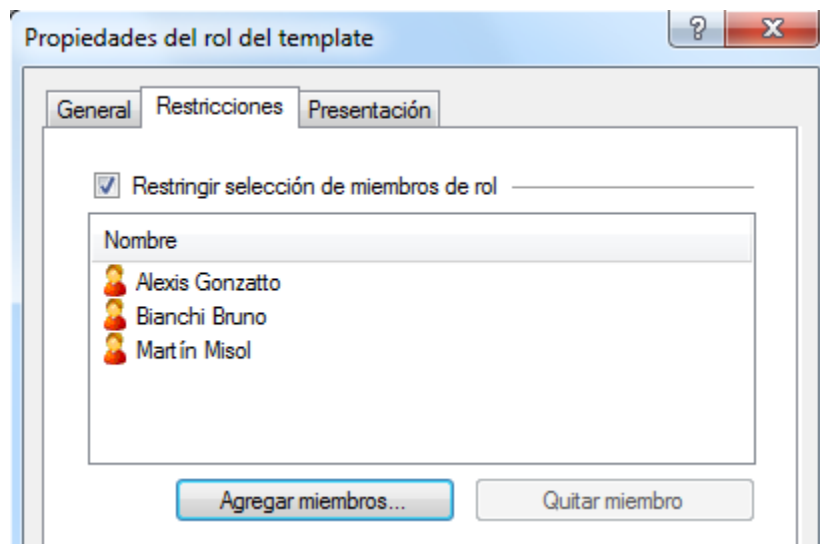 Propiedades del rol del template
General Restricciones Presentación
Restringir selección de miembros de rol
Nombre
Alexis Gonzatto
Bianchi Bruno
Martín Misol
Agregar miembros... Quitar miembro